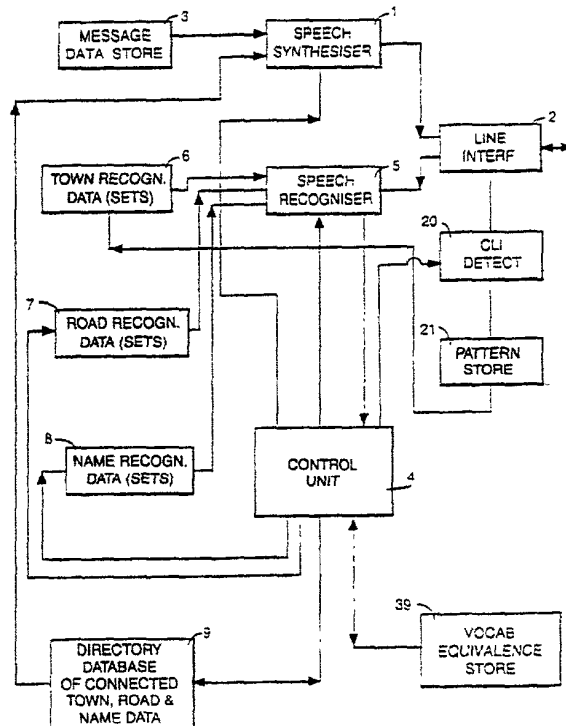 3
MESSAGE
DATA STORE
1
SPEECH
SYNTHESISER
2
LINE
INTERF
6
TOWN RECOGN.
DATA (SETS)
5
SPEECH
RECOGNISER
20
CLI
DETECT
7
ROAD RECOGN.
DATA (SETS)
21
PATTERN
STORE
8
NAME RECOGN.
DATA (SETS)
CONTROL
UNIT
4
9
DIRECTORY
DATABASE
OF CONNECTED
TOWN, ROAD &
NAME DATA
39
VOCAB
EQUIVALENCE
STORE